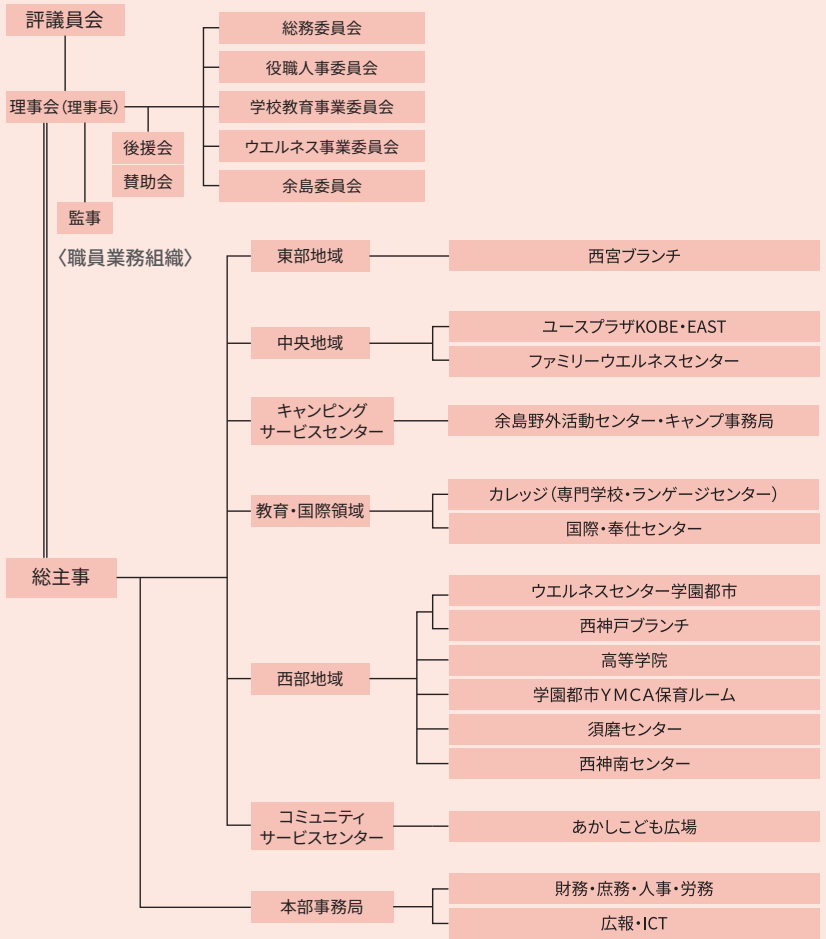 評議員会
理事会(理事長)
後援会
賛助会
監事
総務委員会
役職人事委員会
学校教育事業委員会
ウエルネス事業委員会
余島委員会
〈職員業務組織〉
総主事
東部地域
西宮ブランチ
中央地域
ユースプラザKOBE・EAST
ファミリーウエルネスセンター
キャンピング
サービスセンター
余島野外活動センター・キャンプ事務局
教育・国際領域
カレッジ(専門学校・ランゲージセンター)
国際・奉仕センター
西部地域
ウエルネスセンター学園都市
西神戸ブランチ
高等学院
学園都市YMCA保育ルーム
須磨センター
西神南センター
コミュニティ
サービスセンター
あかしこども広場
本部事務局
財務・庶務・人事・労務
広報・ICT